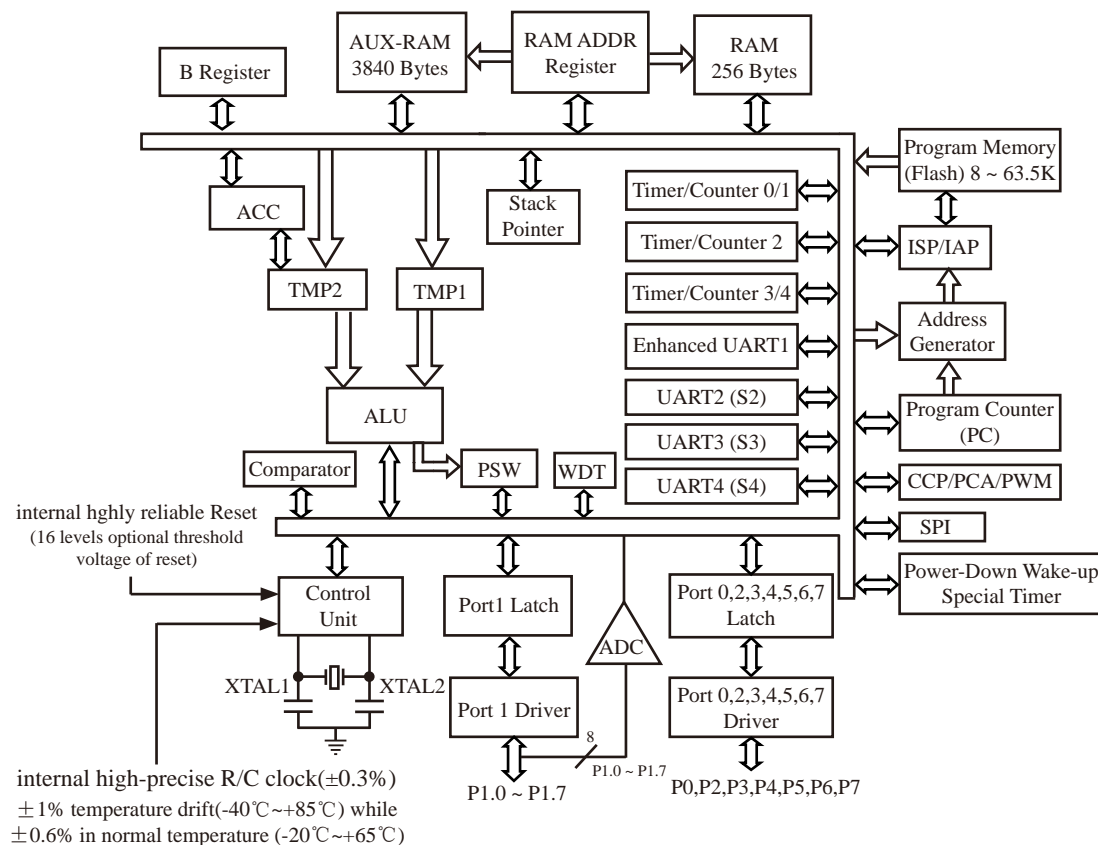 B Register
AUX-RAM
3840 Bytes
RAM ADDR
Register
RAM
256 Bytes
Program Memory
(Flash) 8 ~ 63.5K
ACC
Stack
Pointer
Timer/Counter 0/1
Timer/Counter 2
ISP/IAP
TMP2
TMP1
Timer/Counter 3/4
Address
Generator
Enhanced UART1
ALU
UART2 (S2)
Program Counter
(PC)
UART3 (S3)
Comparator
PSW
WDT
UART4 (S4)
CCP/PCA/PWM
internal hghly reliable Reset
(16 levels optional threshold
voltage of reset)
SPI
Control
Unit
Port1 Latch
ADC
Port 0,2,3,4,5,6,7
Latch
Power-Down Wake-up
Special Timer
XTAL1
XTAL2
Port 1 Driver
Port 0,2,3,4,5,6,7
Driver
8
P1.0 ~ P1.7
P1.0 ~ P1.7
P0,P2,P3,P4,P5,P6,P7
internal high-precise R/C clock(±0.3%)
±1% temperature drift(-40℃~+85℃) while
±0.6% in normal temperature (-20℃~+65℃)